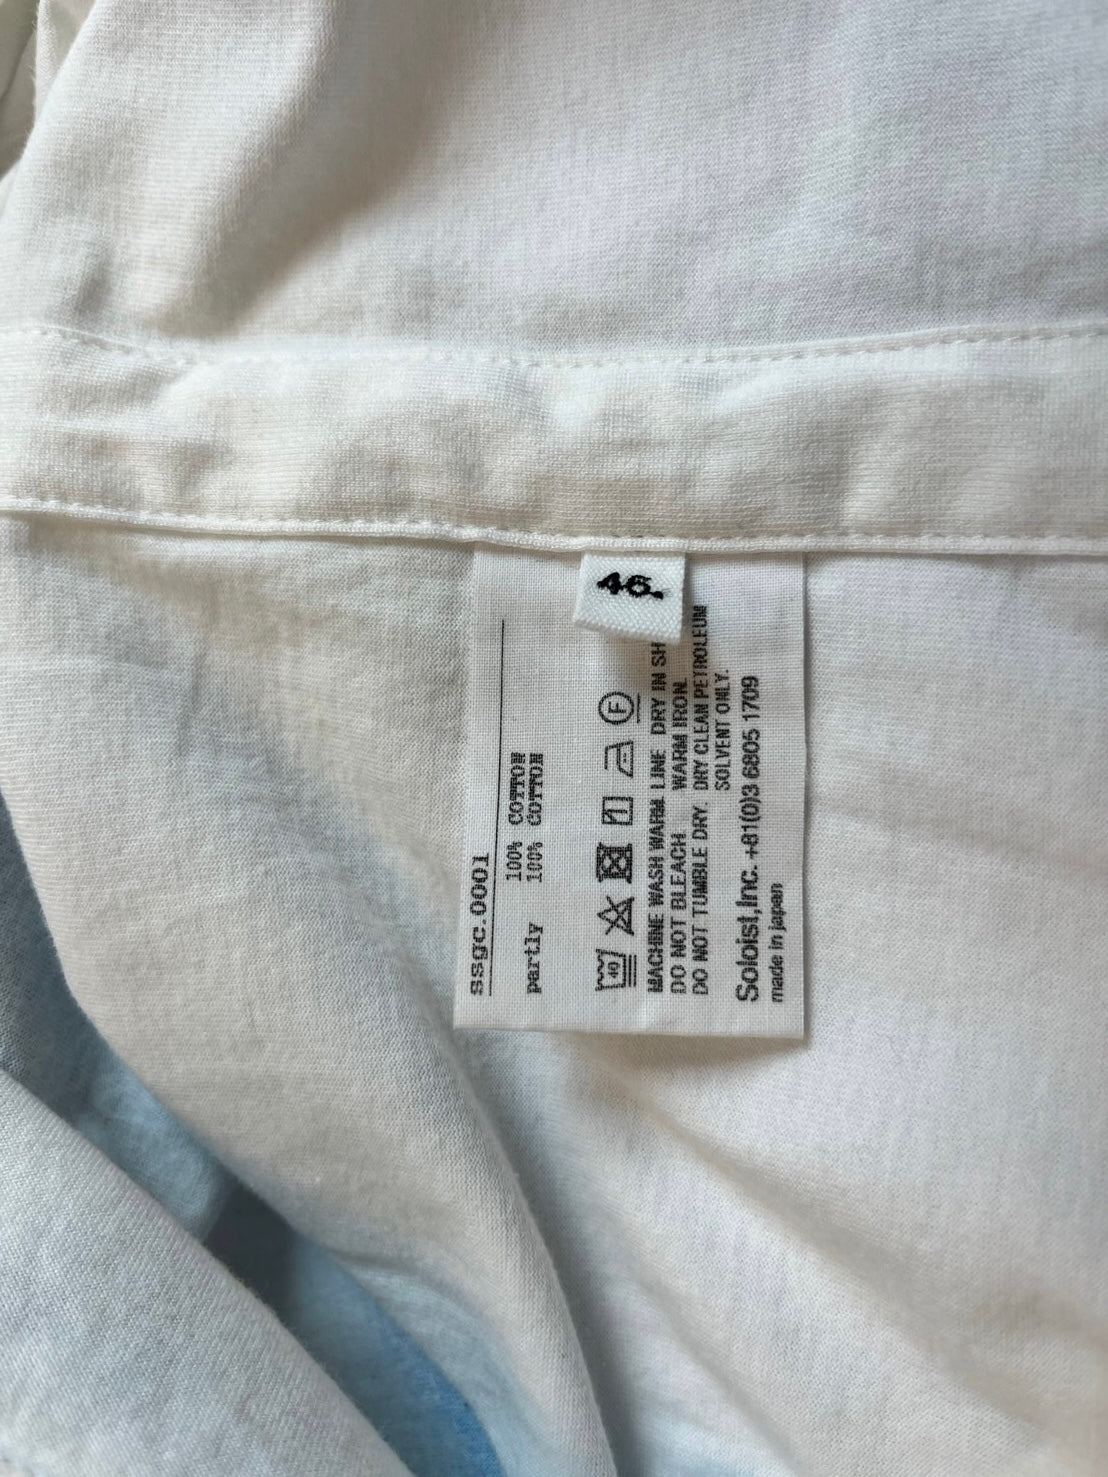 46.
ssgc.0001
100% COTTON
partly 100% COTTON
40 F
MACHINE WASH WARM. LINE DRY IN SH
DO NOT BLEACH WARM IRON.
DO NOT TUMBLE DRY. DRY CLEAN PETROLEUM
SOLVENT ONLY.
Soloist,Inc. +81(0)3 6805 1709
made in japan